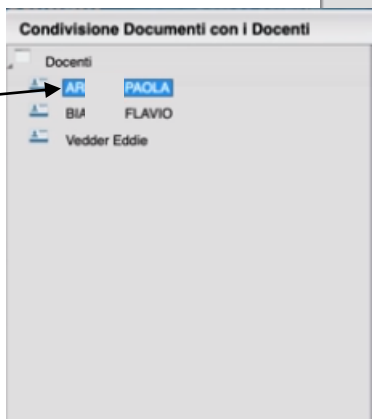 Condivisione Documenti con i Docenti
Docenti
AR PAOLA
BIA FLAVIO
Vedder Eddie